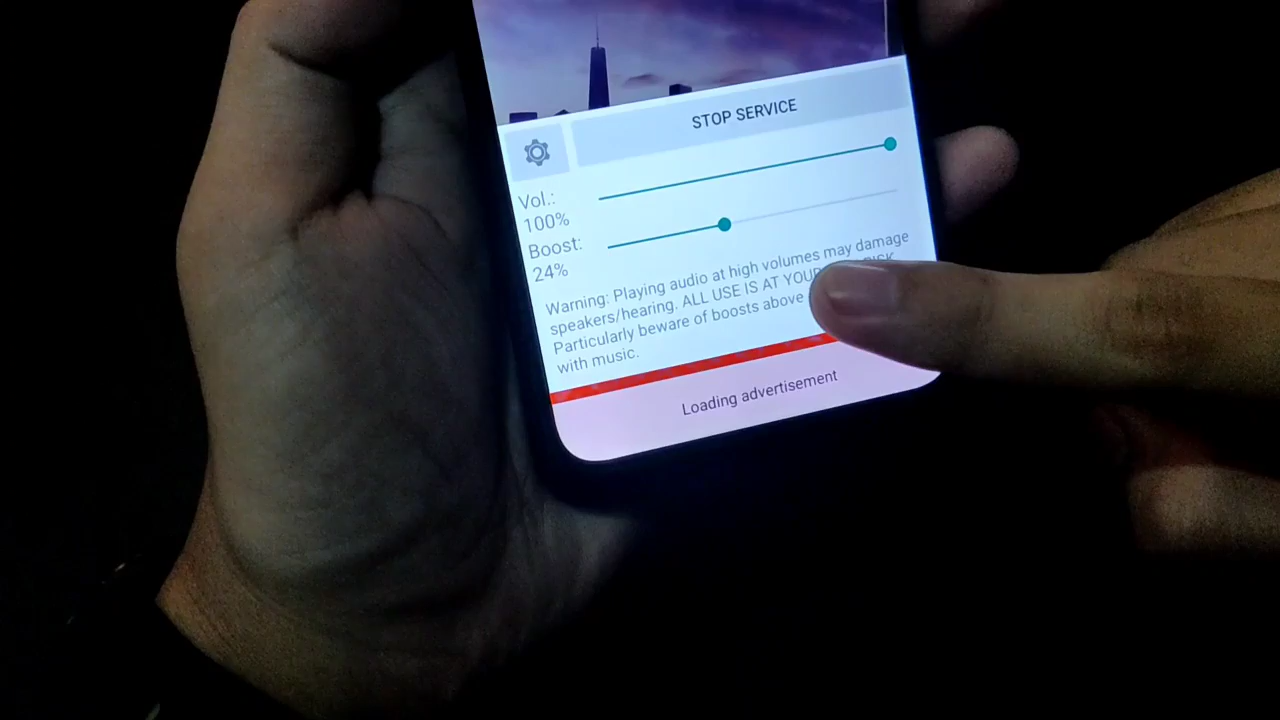 STOP SERVICE
Vol.:
100%
Boost:
24%
Warning: Playing audio at high volumes may damage
speakers/hearing. ALL USE IS AT YOUR RISK.
Particularly beware of boosts above
with music.
Loading advertisement